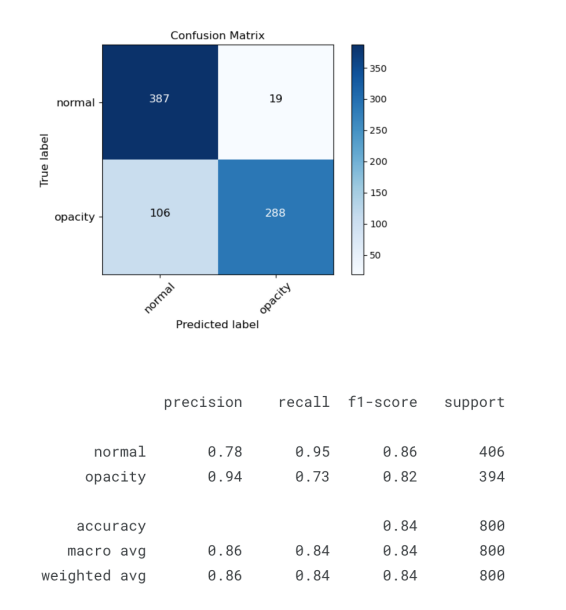 Confusion Matrix
normal
387
19
opacity
106
288
True label
normal
opacity
Predicted label
350
300
250
200
150
100
50
precision recall f1-score support
normal 0.78 0.95 0.86 406
opacity 0.94 0.73 0.82 394
accuracy 0.84 800
macro avg 0.86 0.84 0.84 800
weighted avg 0.86 0.84 0.84 800